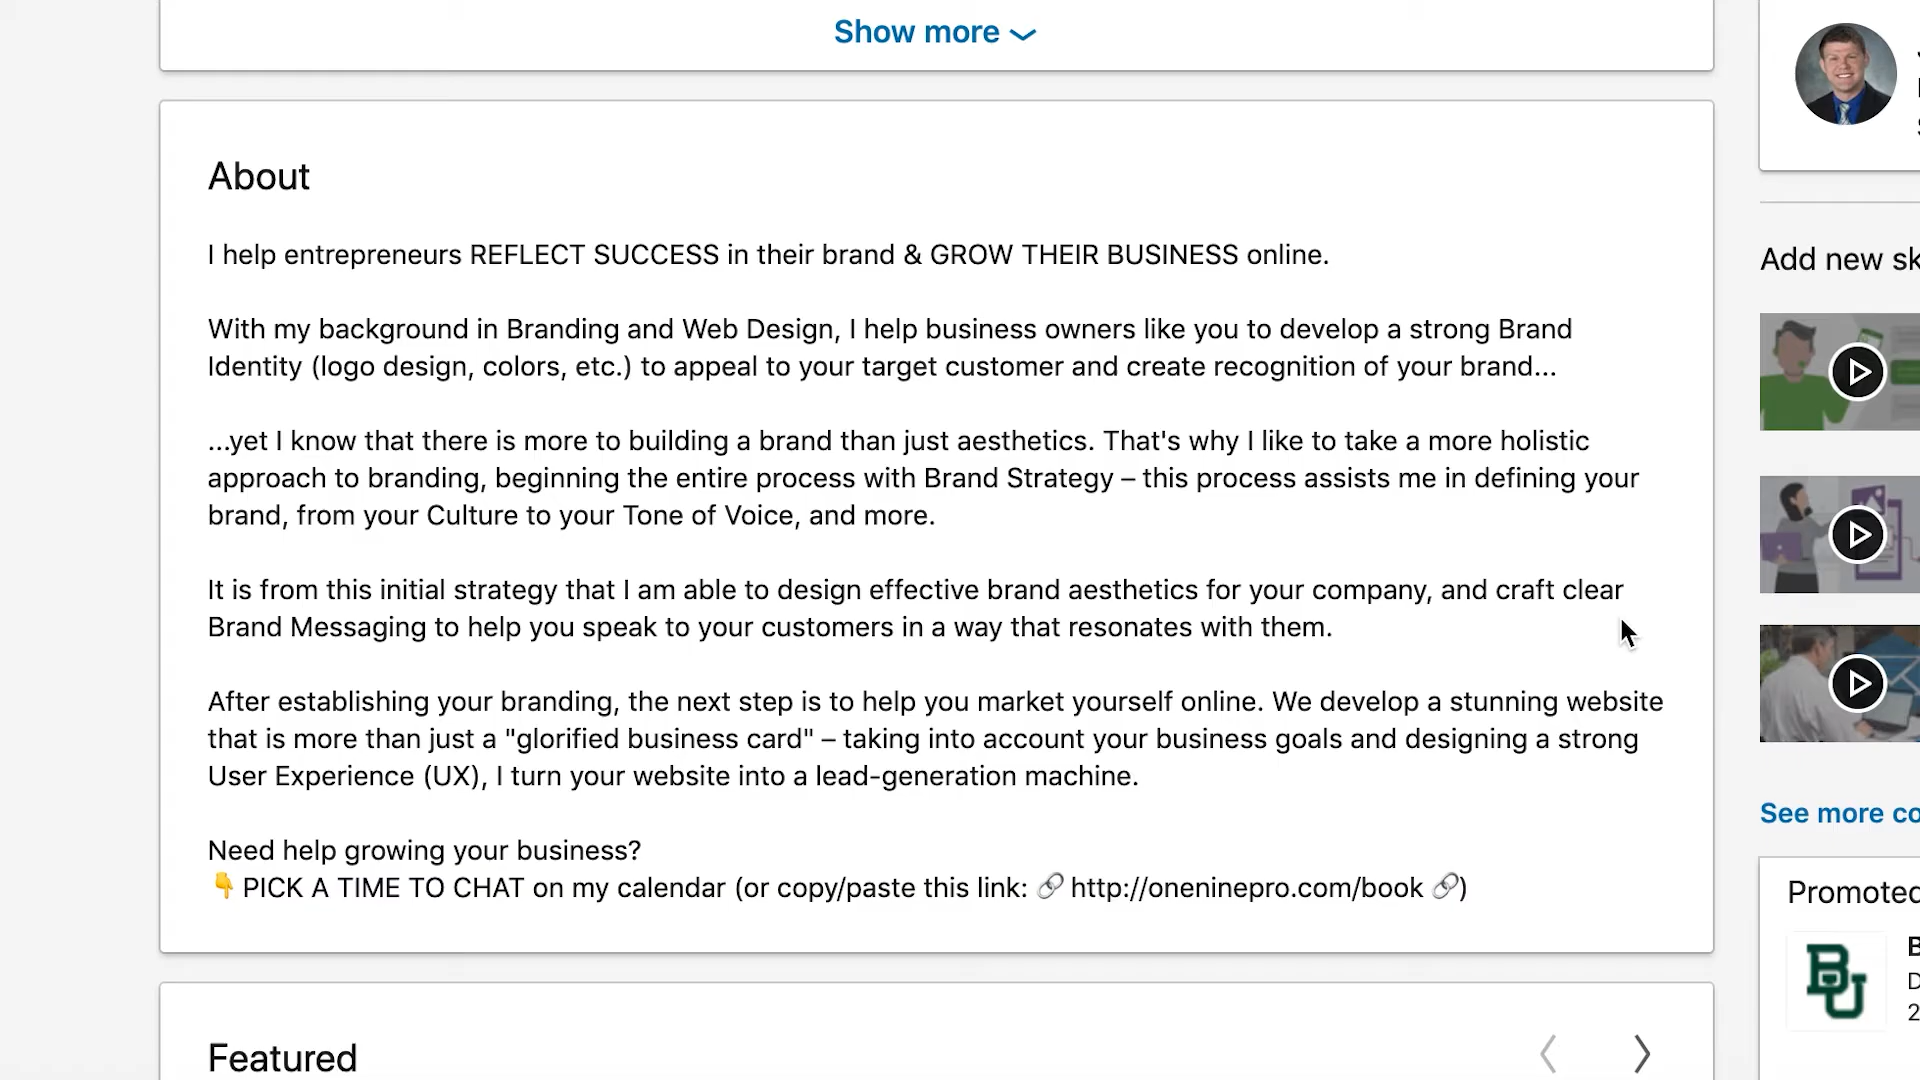 Show more
About
I help entrepreneurs REFLECT SUCCESS in their brand & GROW THEIR BUSINESS online.
With my background in Branding and Web Design, I help business owners like you to develop a strong Brand
Identity (logo design, colors, etc.) to appeal to your target customer and create recognition of your brand...
...yet I know that there is more to building a brand than just aesthetics. That's why I like to take a more holistic
approach to branding, beginning the entire process with Brand Strategy – this process assists me in defining your
brand, from your Culture to your Tone of Voice, and more.
It is from this initial strategy that I am able to design effective brand aesthetics for your company, and craft clear
Brand Messaging to help you speak to your customers in a way that resonates with them.
After establishing your branding, the next step is to help you market yourself online. We develop a stunning website
that is more than just a "glorified business card" – taking into account your business goals and designing a strong
User Experience (UX), I turn your website into a lead-generation machine.
Need help growing your business?
👇 PICK A TIME TO CHAT on my calendar (or copy/paste this link: 🔗 http://oneninepro.com/book 🔗)
Featured
Add new sk
See more co
Promoted
BU